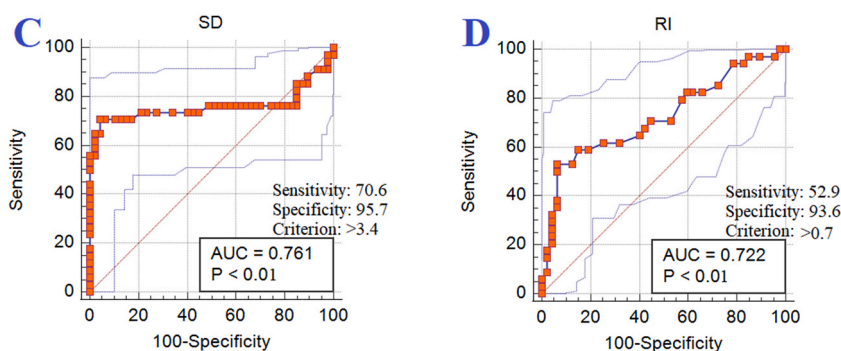 C
SD
100
80
60
40
20
0
Sensitivity
Sensitivity: 70.6
Specificity: 95.7
Criterion: >3.4
AUC = 0.761
P < 0.01
0 20 40 60 80 100
100-Specificity
D
RI
100
80
60
40
20
0
Sensitivity
Sensitivity: 52.9
Specificity: 93.6
Criterion: >0.7
AUC = 0.722
P < 0.01
0 20 40 60 80 100
100-Specificity